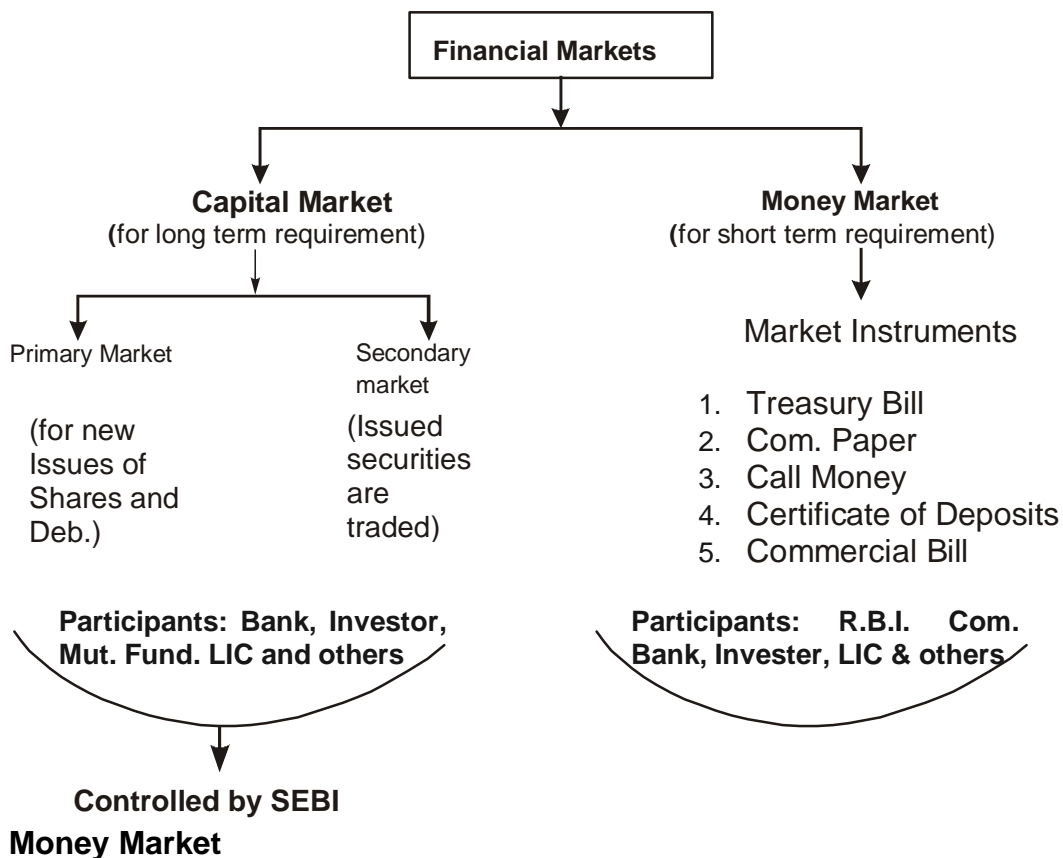 Financial Markets
Capital Market
(for long term requirement)
Money Market
(for short term requirement)
Primary Market
(for new
Issues of
Shares and
Deb.)
Secondary
market
(Issued
securities
are
traded)
Market Instruments
1. Treasury Bill
2. Com. Paper
3. Call Money
4. Certificate of Deposits
5. Commercial Bill
Participants: Bank, Investor,
Mut. Fund. LIC and others
Participants: R.B.I. Com.
Bank, Invester, LIC & others
Controlled by SEBI
Money Market